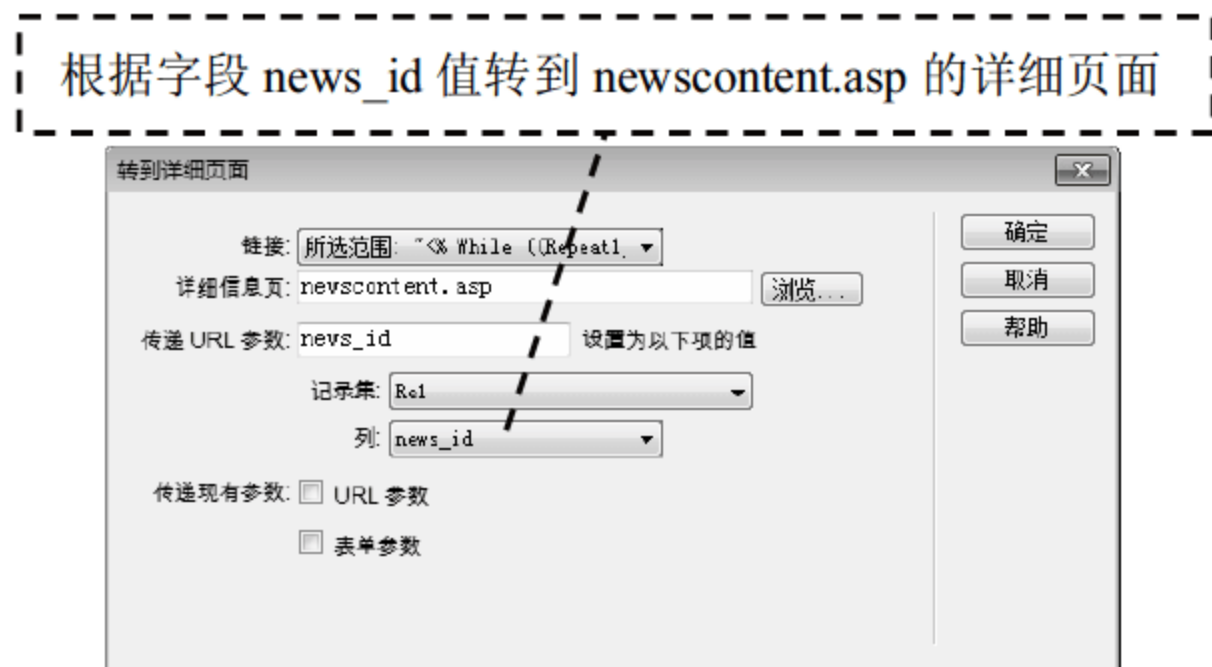 根据字段 news_id 值转到 newscontent.asp 的详细页面
转到详细页面
链接: 所选范围: "<% While ((Repeat1_
确定
详细信息页: newscontent.asp 浏览...
取消
传递 URL 参数: news_id 设置为以下项的值
帮助
记录集: Re1
列: news_id
传递现有参数: URL 参数
表单参数